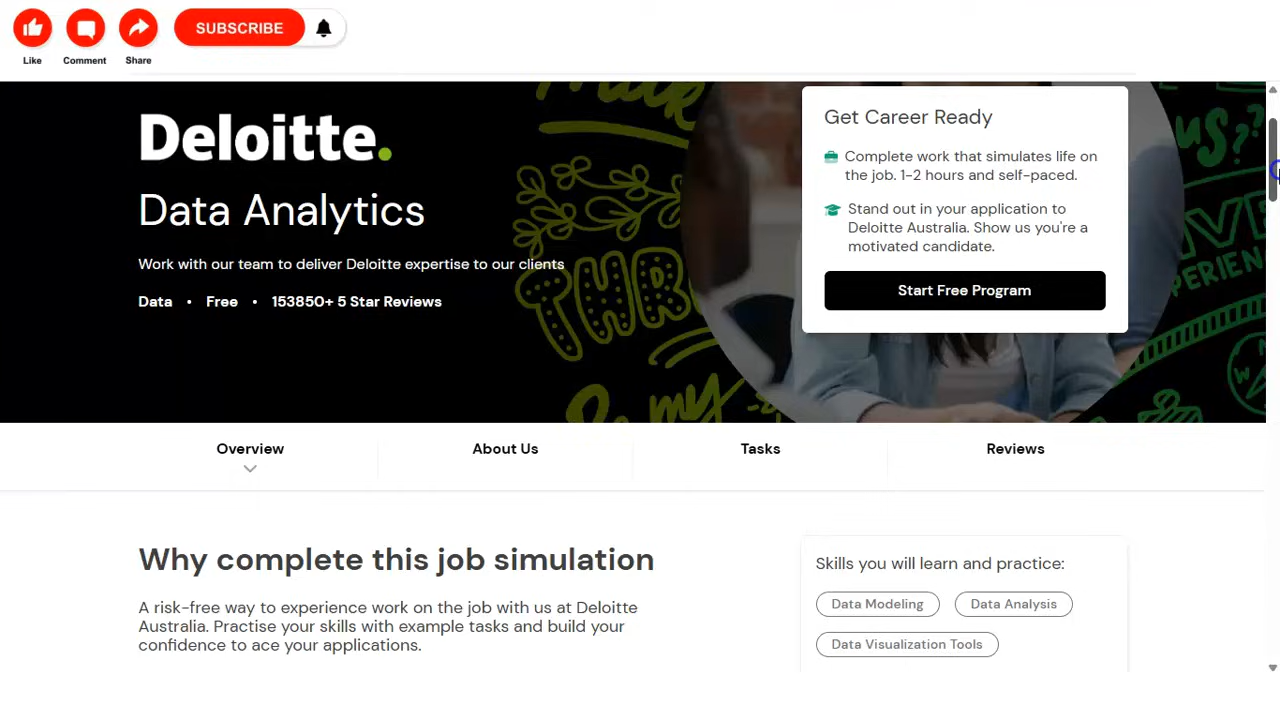 SUBSCRIBE
Like
Comment
Share
Deloitte.
Data Analytics
Work with our team to deliver Deloitte expertise to our clients
Data • Free • 153850+ 5 Star Reviews
Get Career Ready
Complete work that simulates life on
the job. 1-2 hours and self-paced.
Stand out in your application to
Deloitte Australia. Show us you're a
motivated candidate.
Start Free Program
Overview
About Us
Tasks
Reviews
Why complete this job simulation
A risk-free way to experience work on the job with us at Deloitte
Australia. Practise your skills with example tasks and build your
confidence to ace your applications.
Skills you will learn and practice:
Data Modeling
Data Analysis
Data Visualization Tools